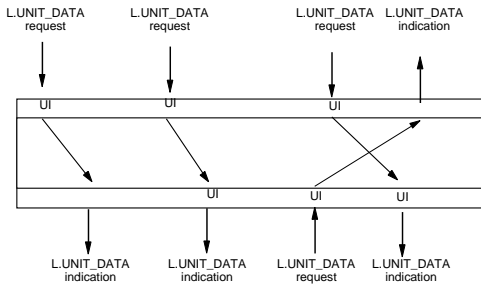 L.UNIT_DATA L.UNIT_DATA L.UNIT_DATA L.UNIT_DATA
request request request indication
UI UI UI
UI UI UI
L.UNIT_DATA L.UNIT_DATA L.UNIT_DATA L.UNIT_DATA
indication indication request indication